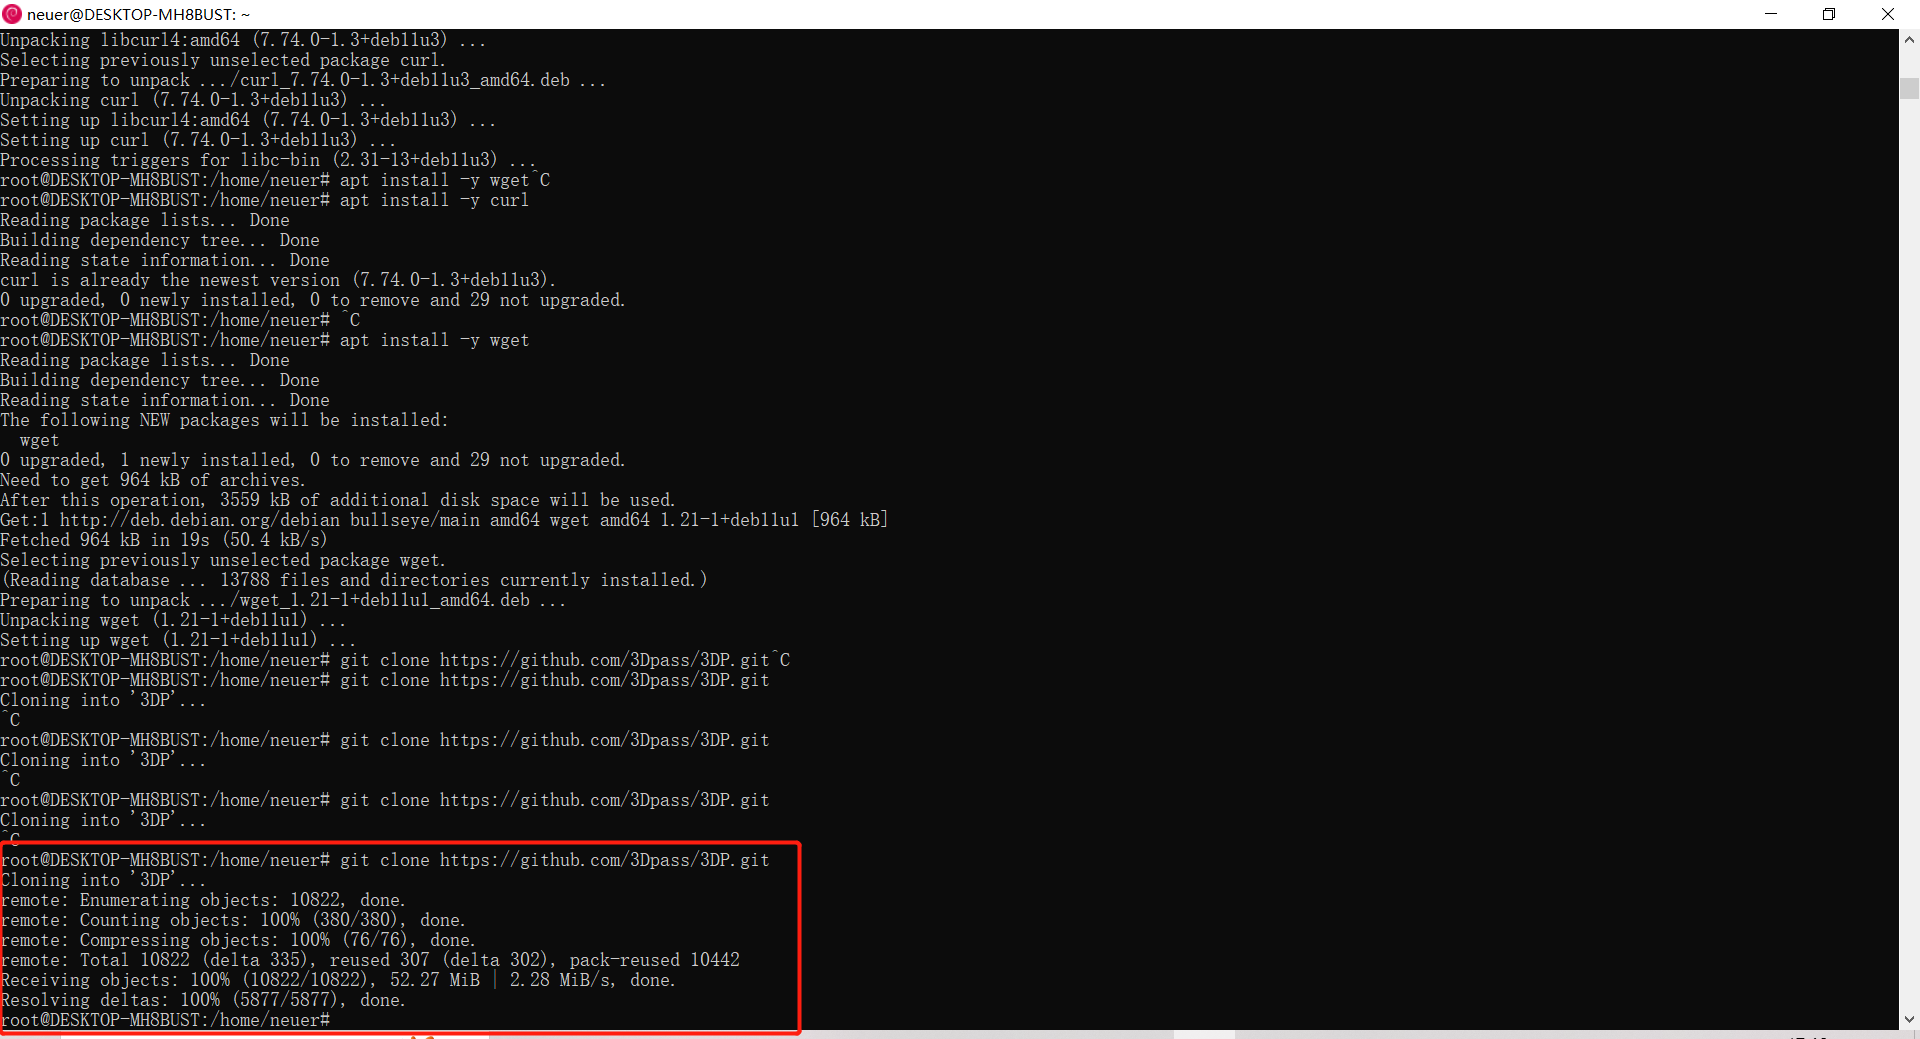 neuer@DESKTOP-MH8BUST: ~
Unpacking libcurl4:amd64 (7.74.0-1.3+deb11u3) ...
Selecting previously unselected package curl.
Preparing to unpack .../curl_7.74.0-1.3+deb11u3_amd64.deb ...
Unpacking curl (7.74.0-1.3+deb11u3) ...
Setting up libcurl4:amd64 (7.74.0-1.3+deb11u3) ...
Setting up curl (7.74.0-1.3+deb11u3) ...
Processing triggers for libc-bin (2.31-13+deb11u3) ...
root@DESKTOP-MH8BUST:/home/neuer# apt install -y wget^C
root@DESKTOP-MH8BUST:/home/neuer# apt install -y curl
Reading package lists... Done
Building dependency tree... Done
Reading state information... Done
curl is already the newest version (7.74.0-1.3+deb11u3).
0 upgraded, 0 newly installed, 0 to remove and 29 not upgraded.
root@DESKTOP-MH8BUST:/home/neuer# ^C
root@DESKTOP-MH8BUST:/home/neuer# apt install -y wget
Reading package lists... Done
Building dependency tree... Done
Reading state information... Done
The following NEW packages will be installed:
  wget
0 upgraded, 1 newly installed, 0 to remove and 29 not upgraded.
Need to get 964 kB of archives.
After this operation, 3559 kB of additional disk space will be used.
Get:1 http://deb.debian.org/debian bullseye/main amd64 wget amd64 1.21-1+deb11u1 [964 kB]
Fetched 964 kB in 19s (50.4 kB/s)
Selecting previously unselected package wget.
(Reading database ... 13788 files and directories currently installed.)
Preparing to unpack .../wget_1.21-1+deb11u1_amd64.deb ...
Unpacking wget (1.21-1+deb11u1) ...
Setting up wget (1.21-1+deb11u1) ...
root@DESKTOP-MH8BUST:/home/neuer# git clone https://github.com/3Dpass/3DP.git^C
root@DESKTOP-MH8BUST:/home/neuer# git clone https://github.com/3Dpass/3DP.git
Cloning into '3DP'...
^C
root@DESKTOP-MH8BUST:/home/neuer# git clone https://github.com/3Dpass/3DP.git
Cloning into '3DP'...
^C
root@DESKTOP-MH8BUST:/home/neuer# git clone https://github.com/3Dpass/3DP.git
Cloning into '3DP'...
^C
root@DESKTOP-MH8BUST:/home/neuer# git clone https://github.com/3Dpass/3DP.git
Cloning into '3DP'...
remote: Enumerating objects: 10822, done.
remote: Counting objects: 100% (380/380), done.
remote: Compressing objects: 100% (76/76), done.
remote: Total 10822 (delta 335), reused 307 (delta 302), pack-reused 10442
Receiving objects: 100% (10822/10822), 52.27 MiB | 2.28 MiB/s, done.
Resolving deltas: 100% (5877/5877), done.
root@DESKTOP-MH8BUST:/home/neuer#